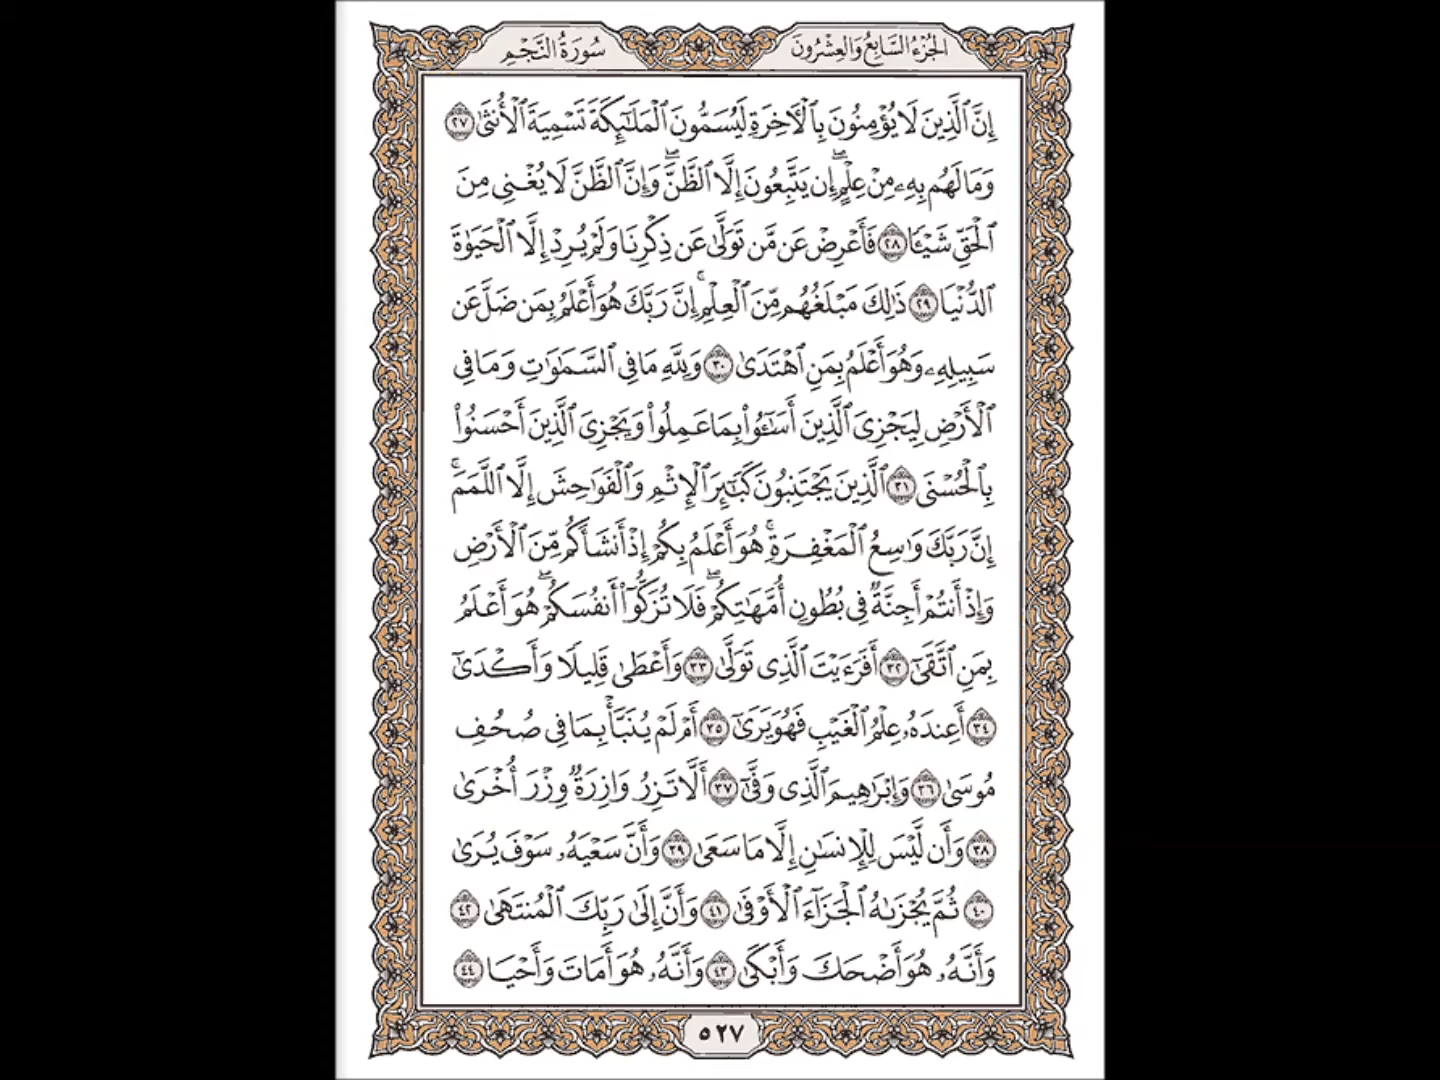 الجزء السابع والعشرون
سورة النجم
إِنَّ ٱلَّذِينَ لَا يُؤْمِنُونَ بِٱلْأَخِرَةِ لَيُسَمُّونَ ٱلْمَلَٰٓئِكَةَ تَسْمِيَةَ ٱلْأُنثَىٰ ٢٧
وَمَا لَهُم بِهِۦ مِنْ عِلْمٍۖ إِن يَتَّبِعُونَ إِلَّا ٱلظَّنَّۖ وَإِنَّ ٱلظَّنَّ لَا يُغْنِى مِنَ
ٱلْحَقِّ شَيْـًٔا ٢٨ فَأَعْرِضْ عَن مَّن تَوَلَّىٰ عَن ذِكْرِنَا وَلَمْ يُرِدْ إِلَّا ٱلْحَيَوٰةَ
ٱلدُّنْيَا ٢٩ ذَٰلِكَ مَبْلَغُهُم مِّنَ ٱلْعِلْمِۚ إِنَّ رَبَّكَ هُوَ أَعْلَمُ بِمَن ضَلَّ عَن
سَبِيلِهِۦ وَهُوَ أَعْلَمُ بِمَنِ ٱهْتَدَىٰ ٣٠ وَلِلَّهِ مَا فِى ٱلسَّمَٰوَٰتِ وَمَا فِى
ٱلْأَرْضِ لِيَجْزِىَ ٱلَّذِينَ أَسَٰٓـُٔوا۟ بِمَا عَمِلُوا۟ وَيَجْزِىَ ٱلَّذِينَ أَحْسَنُوا۟
بِٱلْحُسْنَى ٣١ ٱلَّذِينَ يَجْتَنِبُونَ كَبَٰٓئِرَ ٱلْإِثْمِ وَٱلْفَوَٰحِشَ إِلَّا ٱللَّمَمَۚ
إِنَّ رَبَّكَ وَٰسِعُ ٱلْمَغْفِرَةِۚ هُوَ أَعْلَمُ بِكُمْ إِذْ أَنشَأَكُم مِّنَ ٱلْأَرْضِ
وَإِذْ أَنتُمْ أَجِنَّةٌ فِى بُطُونِ أُمَّهَٰتِكُمْۖ فَلَا تُزَكُّوٓا۟ أَنفُسَكُمْۖ هُوَ أَعْلَمُ
بِمَنِ ٱتَّقَىٰٓ ٣٢ أَفَرَءَيْتَ ٱلَّذِى تَوَلَّىٰ ٣٣ وَأَعْطَىٰ قَلِيلًا وَأَكْدَىٰٓ
٣٤ أَعِندَهُۥ عِلْمُ ٱلْغَيْبِ فَهُوَ يَرَىٰٓ ٣٥ أَمْ لَمْ يُنَبَّأْ بِمَا فِى صُحُفِ
مُوسَىٰ ٣٦ وَإِبْرَٰهِيمَ ٱلَّذِى وَفَّىٰٓ ٣٧ أَلَّا تَزِرُ وَازِرَةٌ وِزْرَ أُخْرَىٰ
٣٨ وَأَن لَّيْسَ لِلْإِنسَٰنِ إِلَّا مَا سَعَىٰ ٣٩ وَأَنَّ سَعْيَهُۥ سَوْفَ يُرَىٰ
٤٠ ثُمَّ يُجْزَىٰهُ ٱلْجَزَآءَ ٱلْأَوْفَىٰ ٤١ وَأَنَّ إِلَىٰ رَبِّكَ ٱلْمُنتَهَىٰ ٤٢
وَأَنَّهُۥ هُوَ أَضْحَكَ وَأَبْكَىٰ ٤٣ وَأَنَّهُۥ هُوَ أَمَاتَ وَأَحْيَا ٤٤
٥٢٧